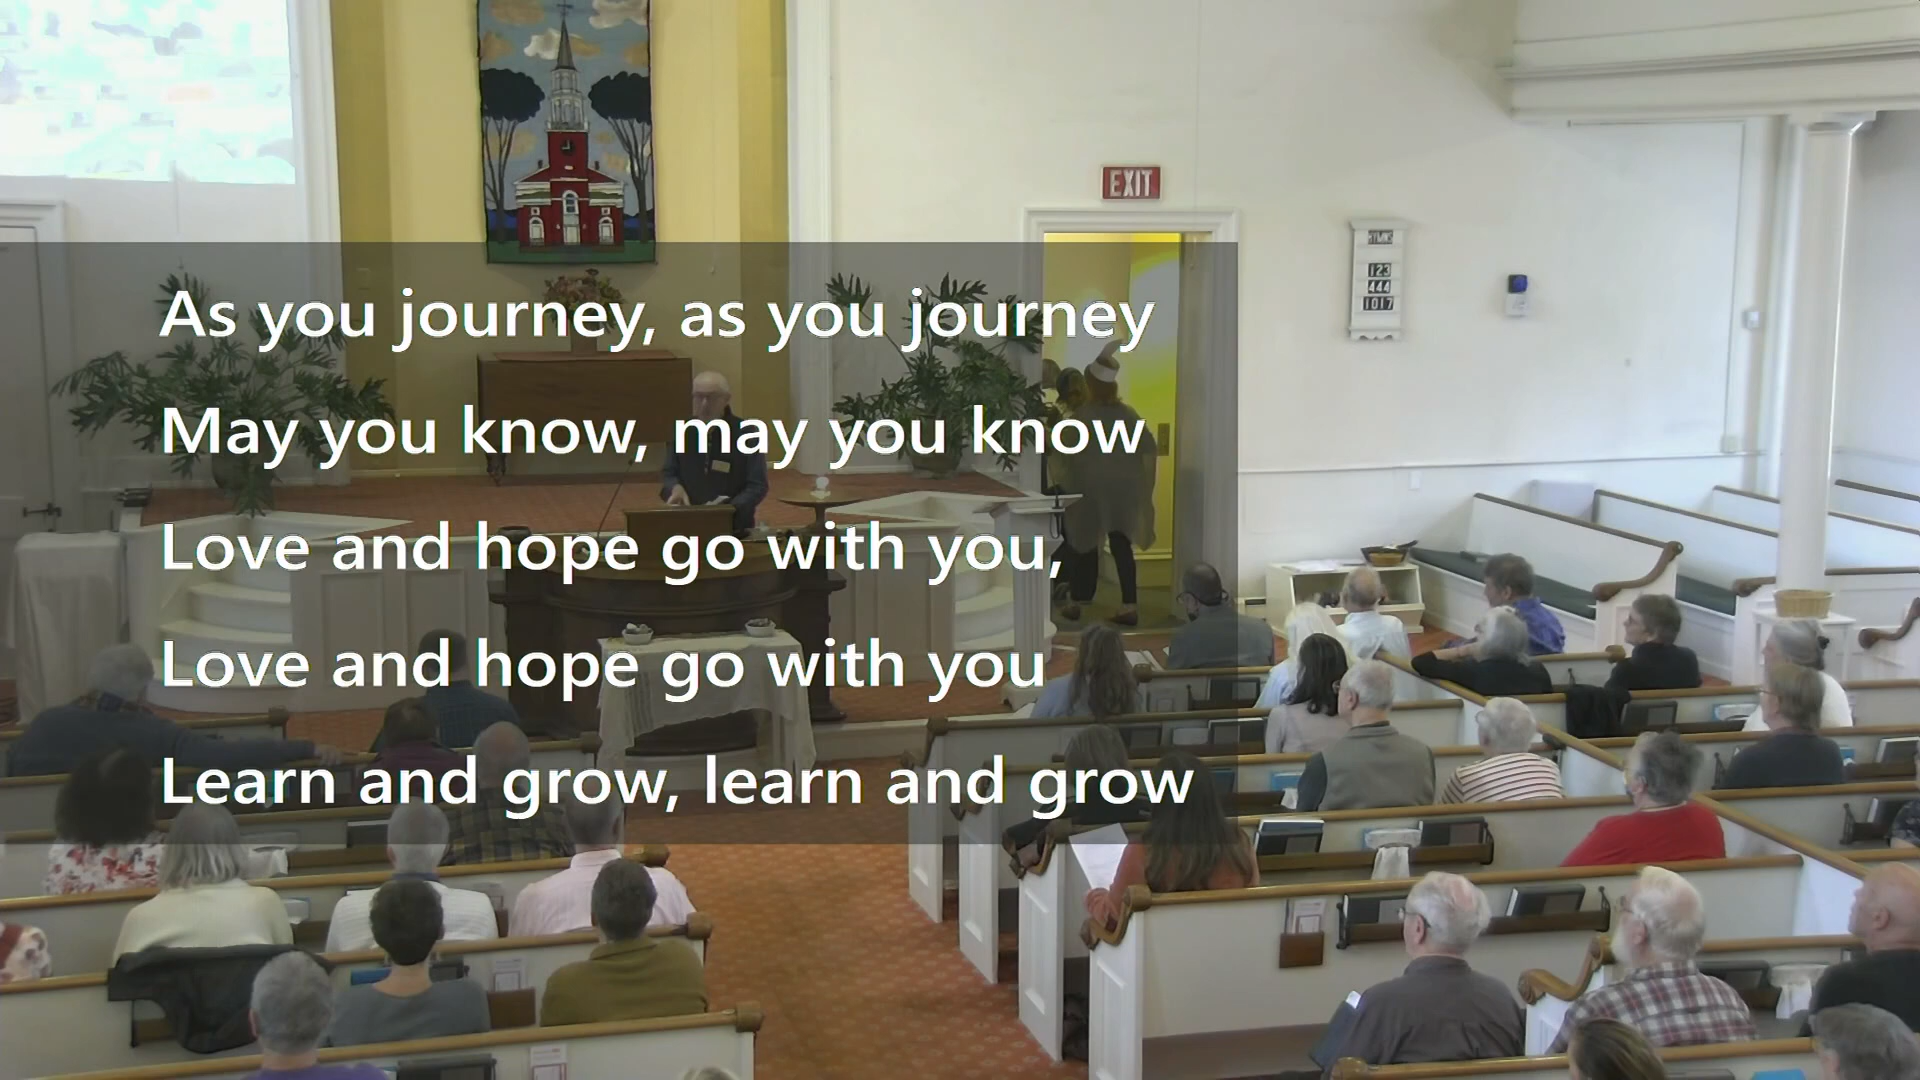 EXIT
HYMNS
123
444
1017
As you journey, as you journey
May you know, may you know
Love and hope go with you,
Love and hope go with you
Learn and grow, learn and grow